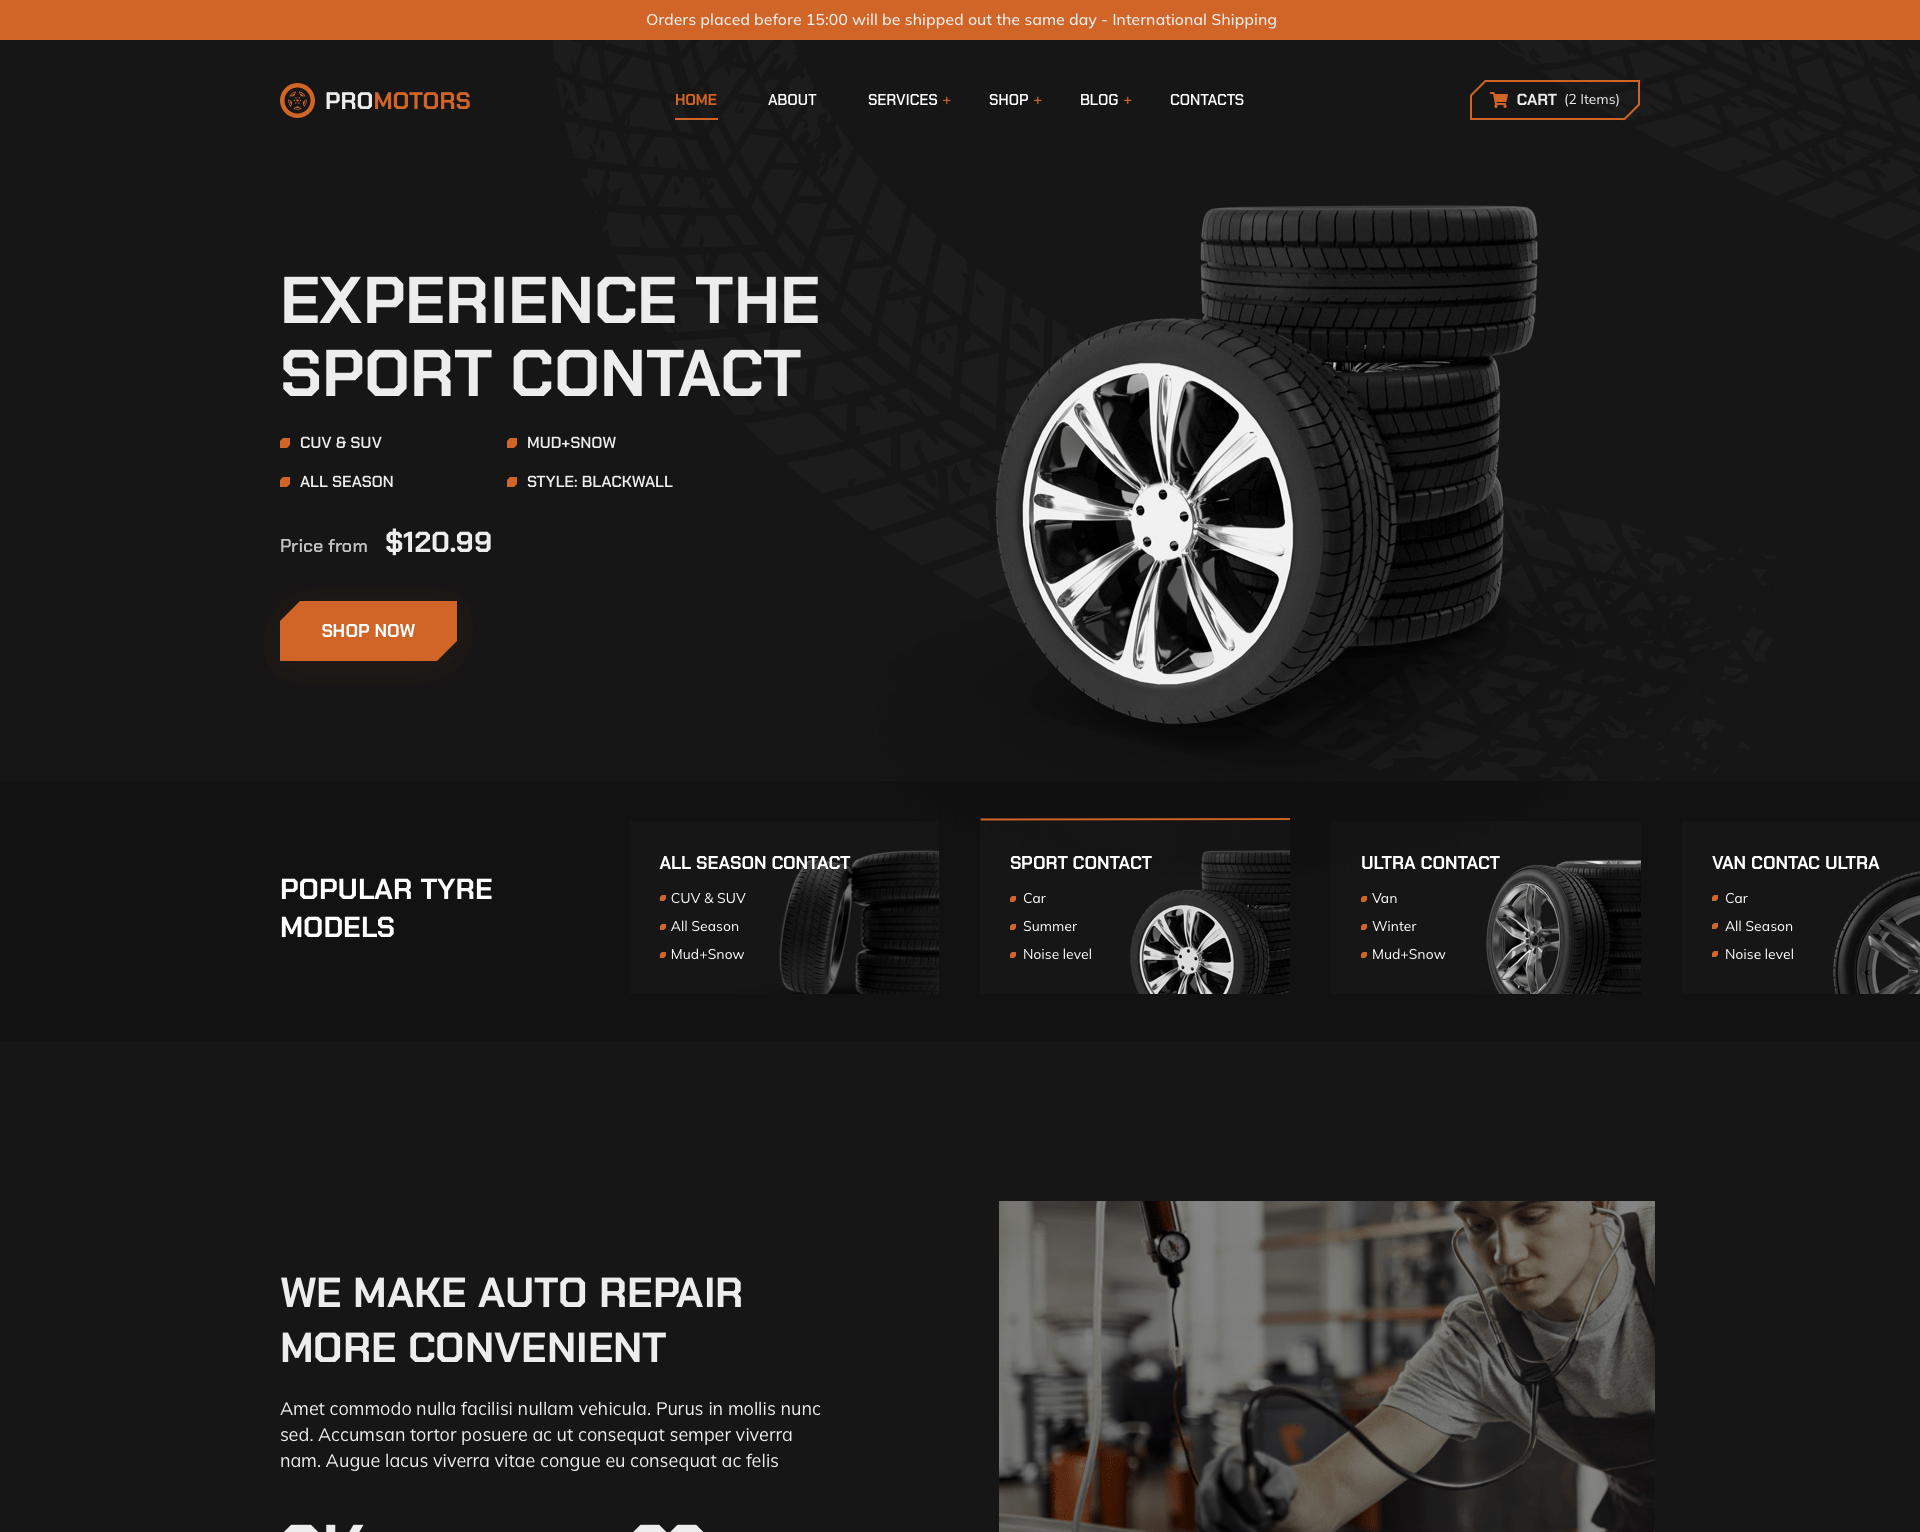 Orders placed before 15:00 will be shipped out the same day - International Shipping
PROMOTORS
HOME
ABOUT
SERVICES +
SHOP +
BLOG +
CONTACTS
CART (2 Items)
EXPERIENCE THE
SPORT CONTACT
CUV & SUV
MUD+SNOW
ALL SEASON
STYLE: BLACKWALL
Price from $120.99
SHOP NOW
POPULAR TYRE
MODELS
ALL SEASON CONTACT
CUV & SUV
All Season
Mud+Snow
SPORT CONTACT
Car
Summer
Noise level
ULTRA CONTACT
Van
Winter
Mud+Snow
VAN CONTAC ULTRA
Car
All Season
Noise level
WE MAKE AUTO REPAIR
MORE CONVENIENT
Amet commodo nulla facilisi nullam vehicula. Purus in mollis nunc
sed. Accumsan tortor posuere ac ut consequat semper viverra
nam. Augue lacus viverra vitae congue eu consequat ac felis